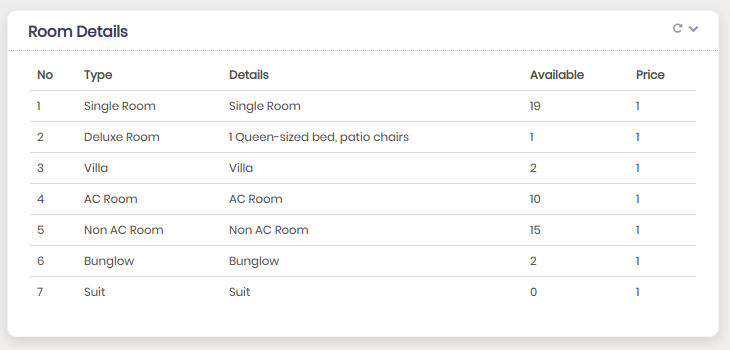 Room Details
No Type Details Available Price
1 Single Room Single Room 19 1
2 Deluxe Room 1 Queen-sized bed, patio chairs 1 1
3 Villa Villa 2 1
4 AC Room AC Room 10 1
5 Non AC Room Non AC Room 15 1
6 Bunglow Bunglow 2 1
7 Suit Suit 0 1